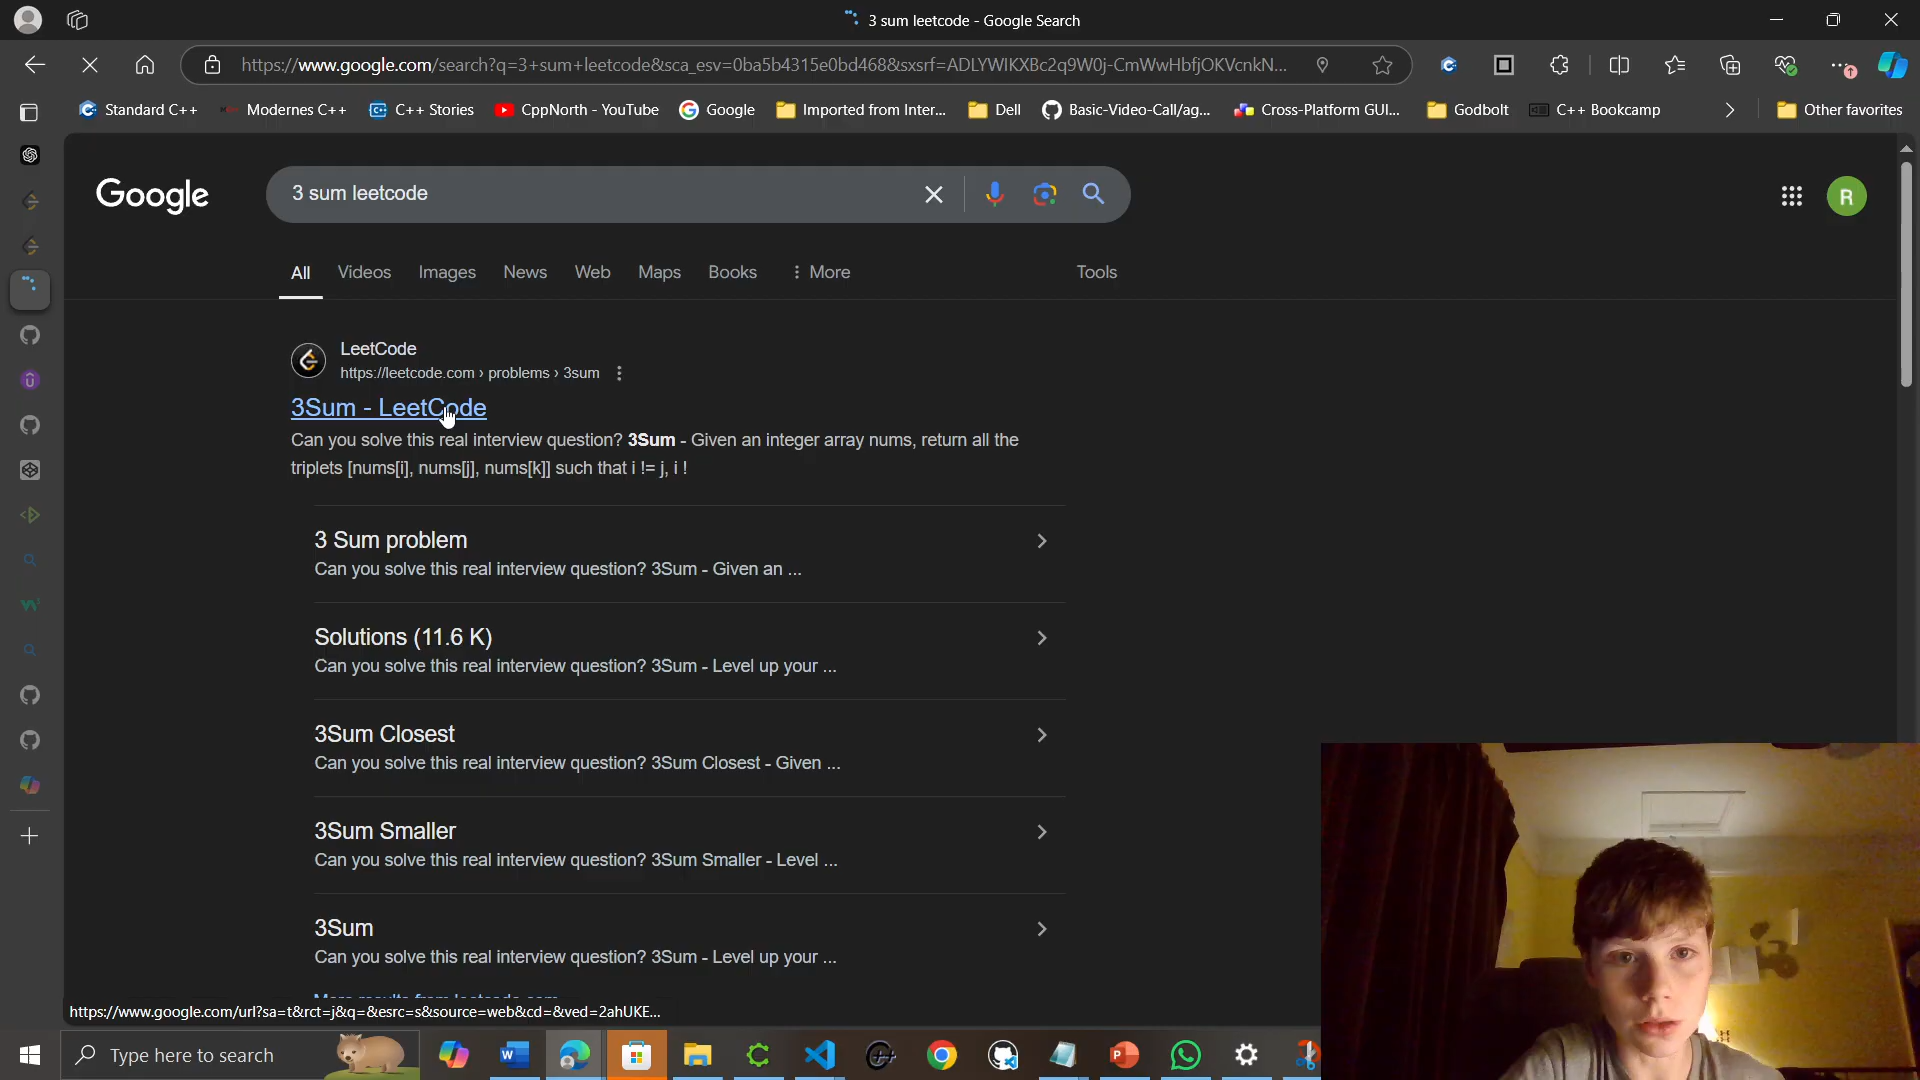 3 sum leetcode - Google Search
https://www.google.com/search?q=3+sum+leetcode&sca_esv=0ba5b4315e0bd468&sxsrf=ADLYWIKXBc2q9W0j-CmWwHbfjOKVcnkN...
Standard C++
Modernes C++
C++ Stories
CppNorth - YouTube
Google
Imported from Inter...
Dell
Basic-Video-Call/ag...
Cross-Platform GUI...
Godbolt
C++ Bookcamp
Other favorites
Google
3 sum leetcode
R
All
Videos
Images
News
Web
Maps
Books
More
Tools
LeetCode
https://leetcode.com › problems › 3sum
3Sum - LeetCode
Can you solve this real interview question? 3Sum - Given an integer array nums, return all the
triplets [nums[i], nums[j], nums[k]] such that i != j, i !
3 Sum problem
Can you solve this real interview question? 3Sum - Given an ...
Solutions (11.6 K)
Can you solve this real interview question? 3Sum - Level up your ...
3Sum Closest
Can you solve this real interview question? 3Sum Closest - Given ...
3Sum Smaller
Can you solve this real interview question? 3Sum Smaller - Level ...
3Sum
Can you solve this real interview question? 3Sum - Level up your ...
More results from leetcode.com
https://www.google.com/url?sa=t&rct=j&q=&esrc=s&source=web&cd=&ved=2ahUKE...
Type here to search